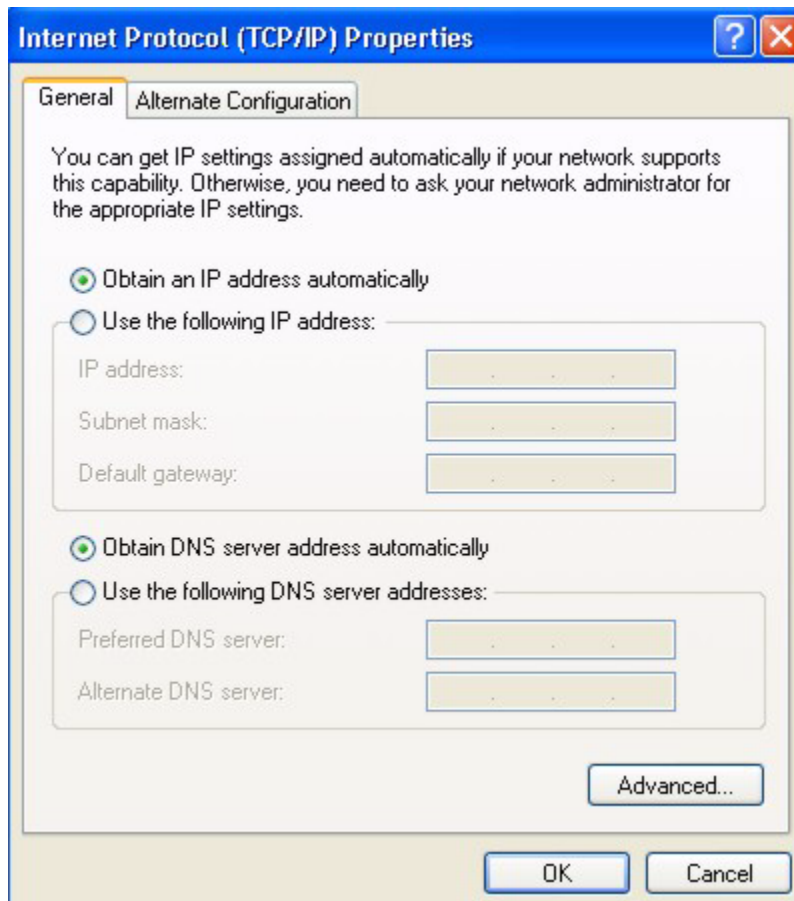 Internet Protocol (TCP/IP) Properties
?
General
Alternate Configuration
You can get IP settings assigned automatically if your network supports
this capability. Otherwise, you need to ask your network administrator for
the appropriate IP settings.
Obtain an IP address automatically
Use the following IP address:
IP address:
Subnet mask:
Default gateway:
Obtain DNS server address automatically
Use the following DNS server addresses:
Preferred DNS server:
Alternate DNS server:
Advanced...
OK
Cancel